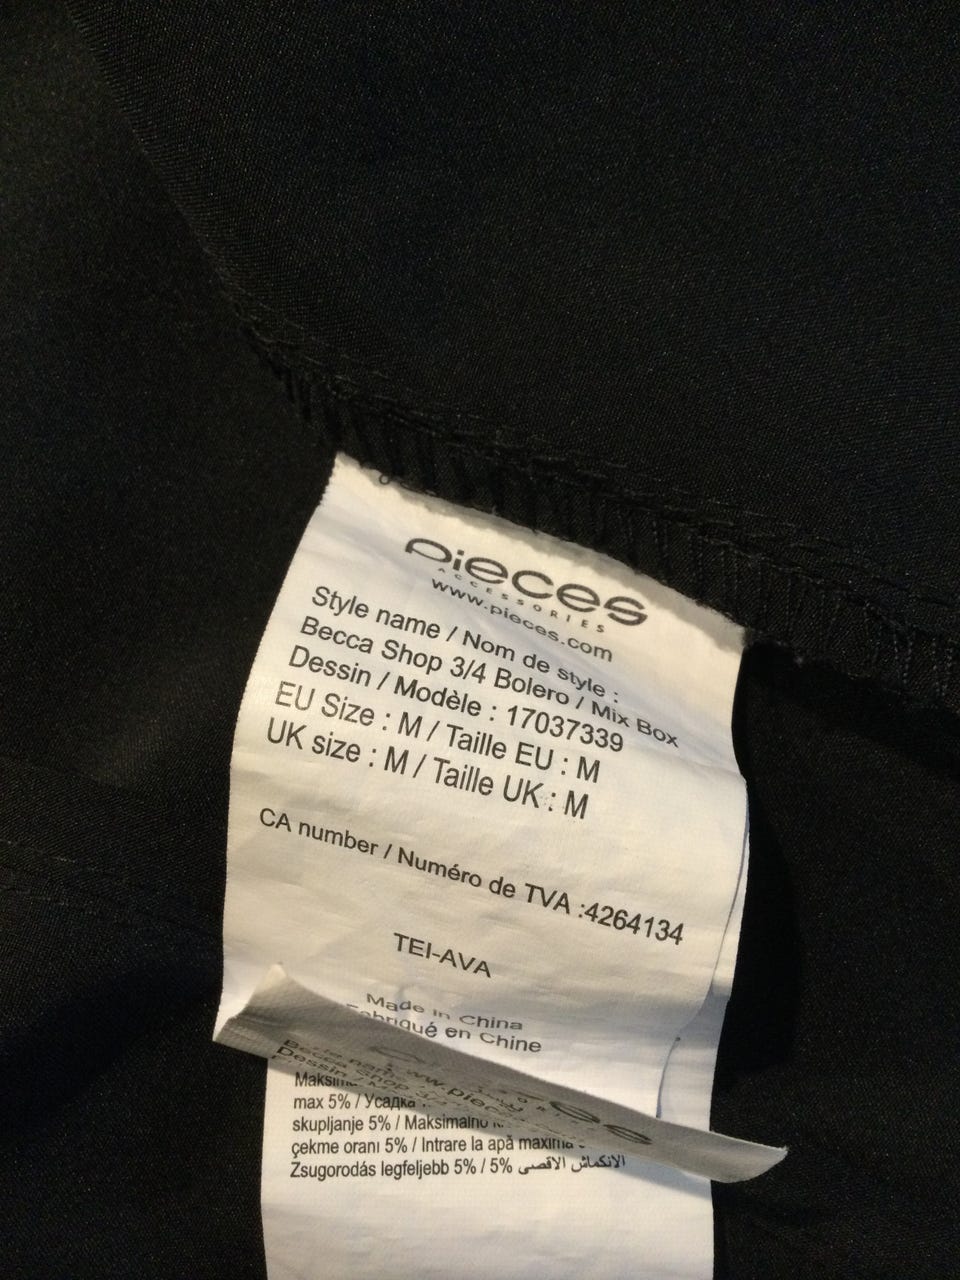 PIECES
ACCESSORIES
www.pieces.com
Style name / Nom de style :
Becca Shop 3/4 Bolero / Mix Box
Dessin / Modèle : 17037339
EU Size : M / Taille EU : M
UK size : M / Taille UK : M
CA number / Numéro de TVA :4264134
TEI-AVA
Made in China
Fabriqué en Chine
max 5% / Усадка
skupljanje 5% / Maksimalno
çekme oranı 5% / Intrare la apă maximă
Zsugorodás legfeljebb 5% / 5% الانكماش الاقصى